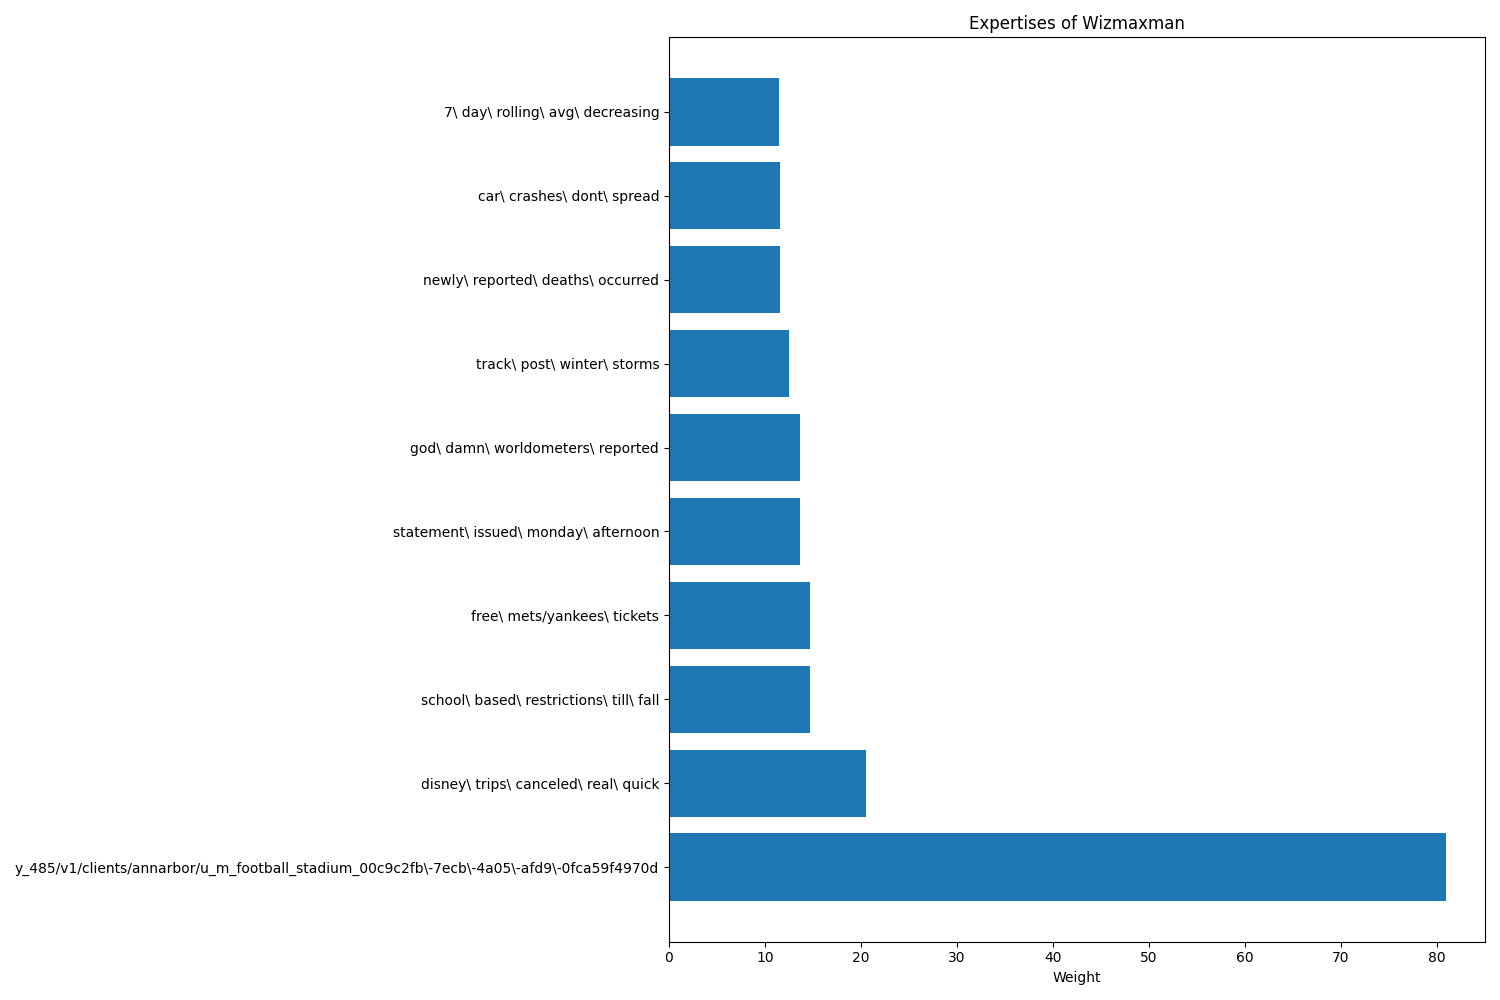 Expertises of Wizmaxman
7\ day\ rolling\ avg\ decreasing
car\ crashes\ dont\ spread
newly\ reported\ deaths\ occurred
track\ post\ winter\ storms
god\ damn\ worldometers\ reported
statement\ issued\ monday\ afternoon
free\ mets/yankees\ tickets
school\ based\ restrictions\ till\ fall
disney\ trips\ canceled\ real\ quick
y_485/v1/clients/annarbor/u_m_football_stadium_00c9c2fb\-7ecb\-4a05\-afd9\-0fca59f4970d
0 10 20 30 40 50 60 70 80
Weight